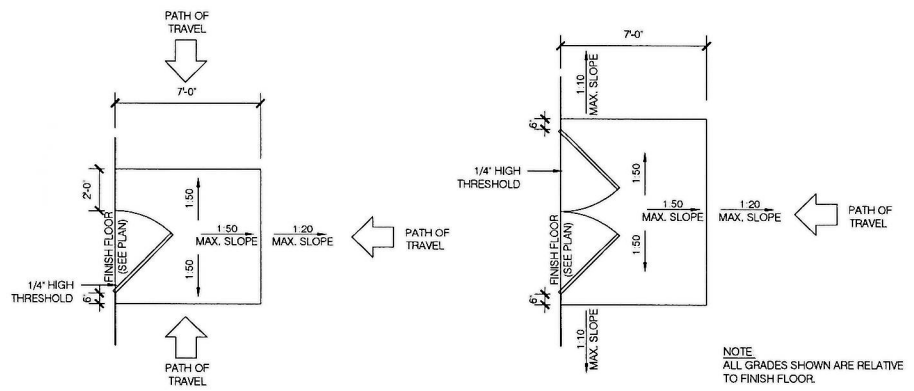 PATH OF
TRAVEL
7'-0"
2'-0"
FINISH FLOOR
(SEE PLAN)
1:50
1:50
MAX. SLOPE
1:20
MAX. SLOPE
1:50
PATH OF
TRAVEL
1/4" HIGH
THRESHOLD
6"
PATH OF
TRAVEL
7'-0"
1:10
MAX. SLOPE
6"
1/4" HIGH
THRESHOLD
1:50
1:50
MAX. SLOPE
1:20
MAX. SLOPE
1:50
FINISH FLOOR
(SEE PLAN)
PATH OF
TRAVEL
6"
1:10
MAX. SLOPE
NOTE
ALL GRADES SHOWN ARE RELATIVE
TO FINISH FLOOR.